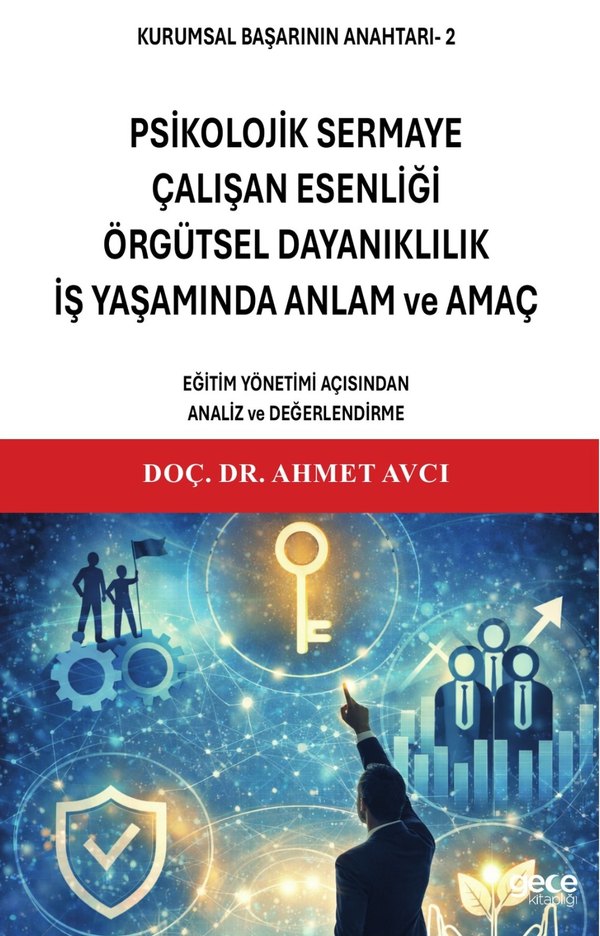 KURUMSAL BAŞARININ ANAHTARI- 2
PSİKOLOJİK SERMAYE
ÇALIŞAN ESENLİĞİ
ÖRGÜTSEL DAYANIKLILIK
İŞ YAŞAMINDA ANLAM ve AMAÇ
EĞİTİM YÖNETİMİ AÇISINDAN
ANALİZ ve DEĞERLENDİRME
DOÇ. DR. AHMET AVCI
gece
kitaplığı